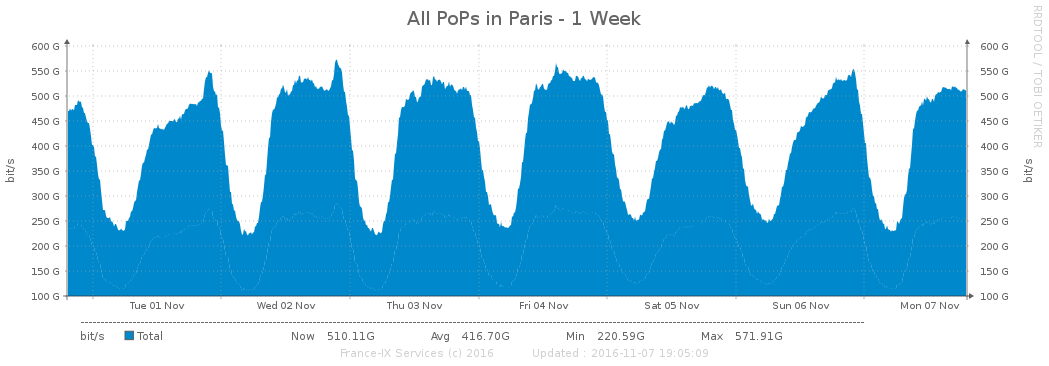 All PoPs in Paris - 1 Week
RRDTOOL / TOBI OETIKER
600 G 600 G
550 G 550 G
500 G 500 G
450 G 450 G
400 G 400 G
350 G 350 G
300 G 300 G
250 G 250 G
200 G 200 G
150 G 150 G
100 G 100 G
bit/s bit/s
Tue 01 Nov Wed 02 Nov Thu 03 Nov Fri 04 Nov Sat 05 Nov Sun 06 Nov Mon 07 Nov
bit/s Total Now 510.11G Avg 416.70G Min 220.59G Max 571.91G
France-IX Services (c) 2016 Updated : 2016-11-07 19:05:09